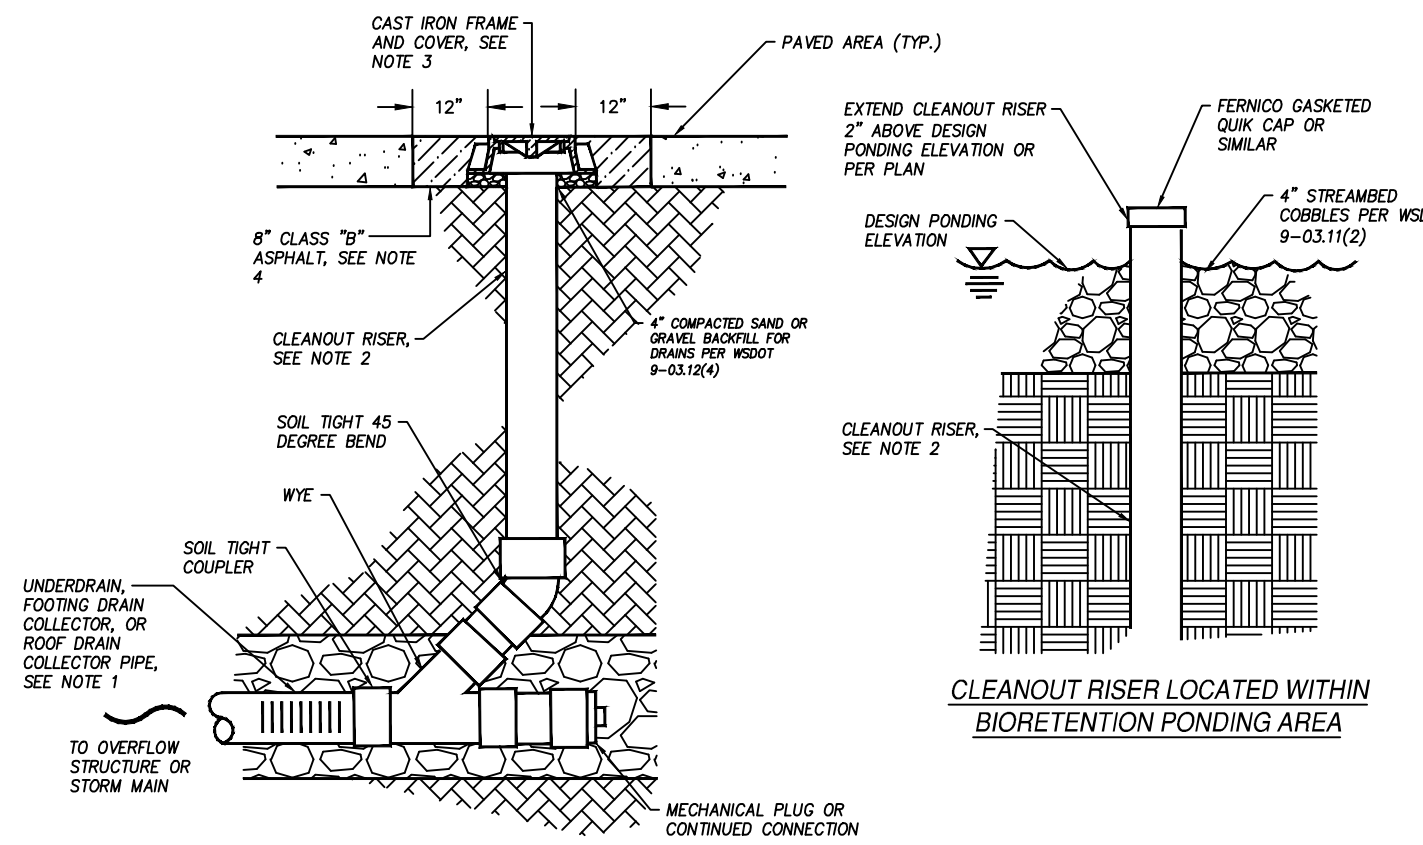 CAST IRON FRAME
AND COVER, SEE
NOTE 3
PAVED AREA (TYP.)
12"
12"
8" CLASS "B"
ASPHALT, SEE NOTE
4
CLEANOUT RISER,
SEE NOTE 2
4" COMPACTED SAND OR
GRAVEL BACKFILL FOR
DRAINS PER WSDOT
9-03.12(4)
SOIL TIGHT 45
DEGREE BEND
WYE
SOIL TIGHT
COUPLER
UNDERDRAIN,
FOOTING DRAIN
COLLECTOR, OR
ROOF DRAIN
COLLECTOR PIPE,
SEE NOTE 1
TO OVERFLOW
STRUCTURE OR
STORM MAIN
MECHANICAL PLUG OR
CONTINUED CONNECTION
EXTEND CLEANOUT RISER
2" ABOVE DESIGN
PONDING ELEVATION OR
PER PLAN
FERNICO GASKETED
QUIK CAP OR
SIMILAR
DESIGN PONDING
ELEVATION
4" STREAMBED
COBBLES PER
9-03.11(2)
CLEANOUT RISER,
SEE NOTE 2
CLEANOUT RISER LOCATED WITHIN
BIORETENTION PONDING AREA